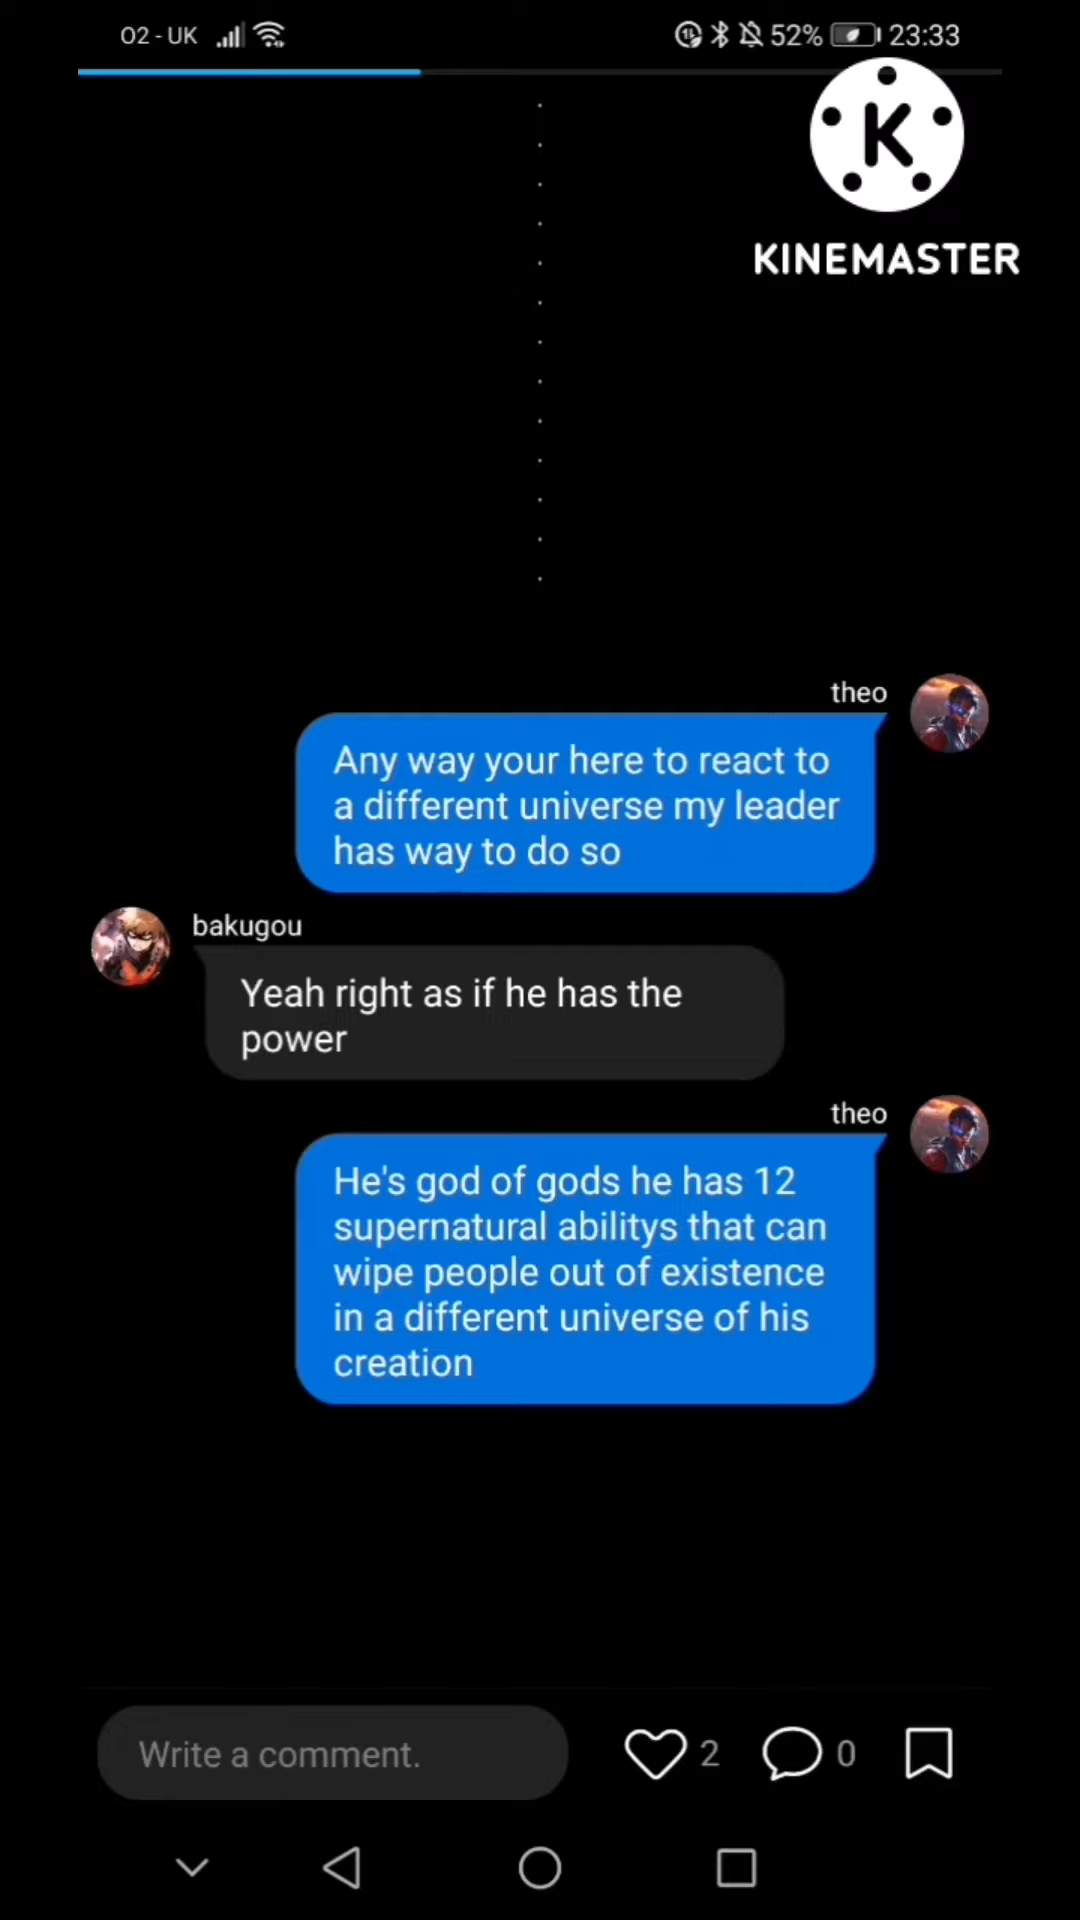 O2 - UK 52% 23:33
K
KINEMASTER
theo
Any way your here to react to
a different universe my leader
has way to do so
bakugou
Yeah right as if he has the
power
theo
He's god of gods he has 12
supernatural abilitys that can
wipe people out of existence
in a different universe of his
creation
Write a comment. 2 0